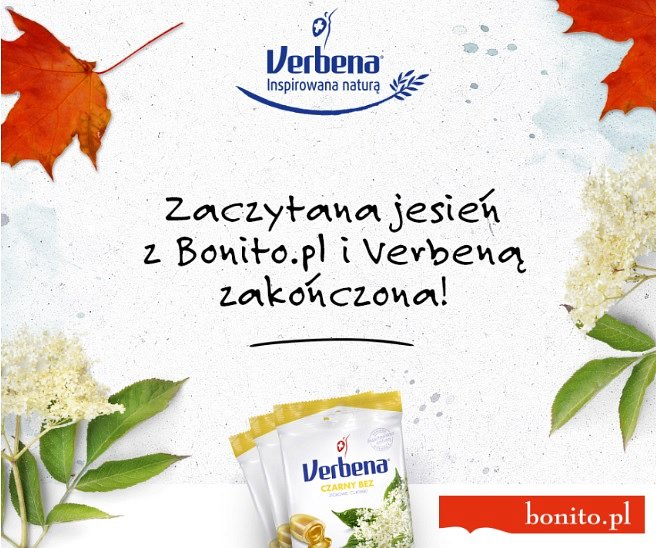 Verbena®
Inspirowana naturą
Zaczytana jesień
z Bonito.pl i Verbeną
zakończona!
Verbena®
CZARNY BEZ
bonito.pl